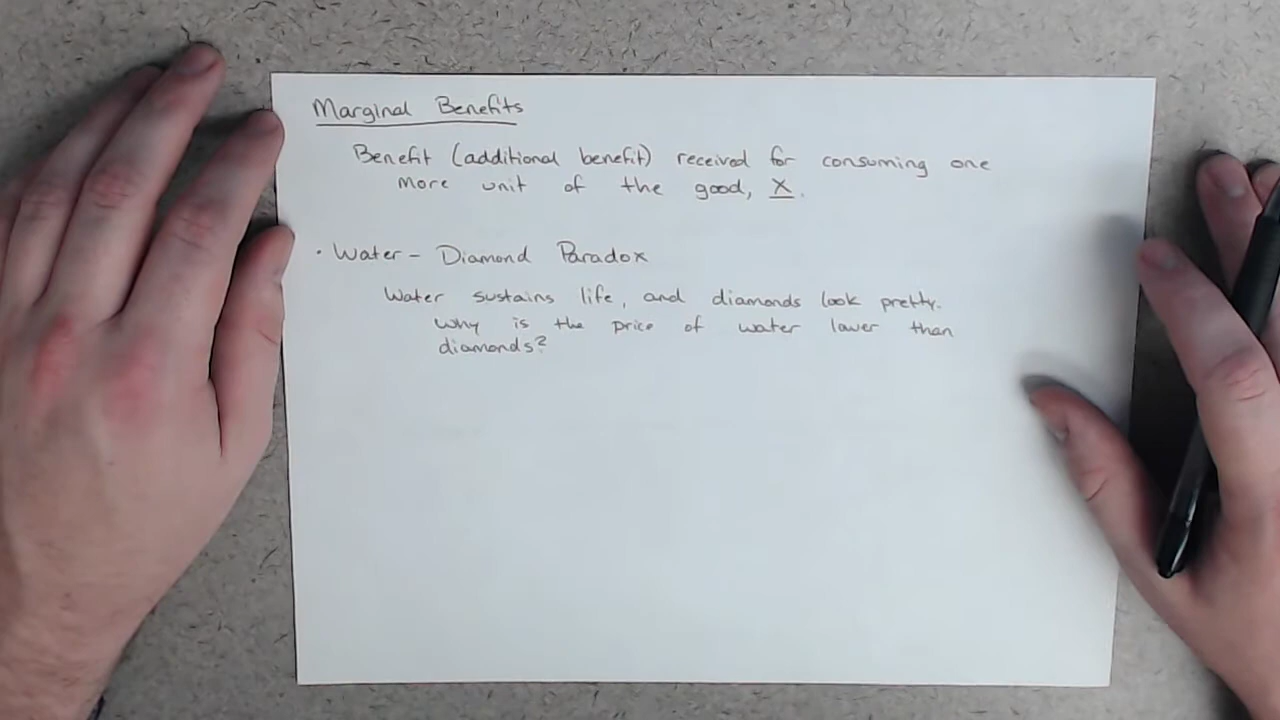 Marginal Benefits
Benefit (additional benefit) received for consuming one
more unit of the good, X.
• Water - Diamond Paradox
Water sustains life, and diamonds look pretty.
Why is the price of water lower than
diamonds?